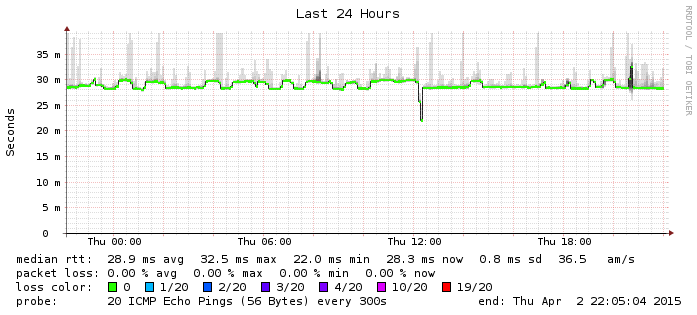 Last 24 Hours
RRDTOOL / TOBI OETIKER
Seconds
35 m
30 m
25 m
20 m
15 m
10 m
5 m
0
Thu 00:00 Thu 06:00 Thu 12:00 Thu 18:00
median rtt: 28.9 ms avg 32.5 ms max 22.0 ms min 28.3 ms now 0.8 ms sd 36.5 am/s
packet loss: 0.00 % avg 0.00 % max 0.00 % min 0.00 % now
loss color: 0 1/20 2/20 3/20 4/20 10/20 19/20
probe: 20 ICMP Echo Pings (56 Bytes) every 300s end: Thu Apr 2 22:05:04 2015